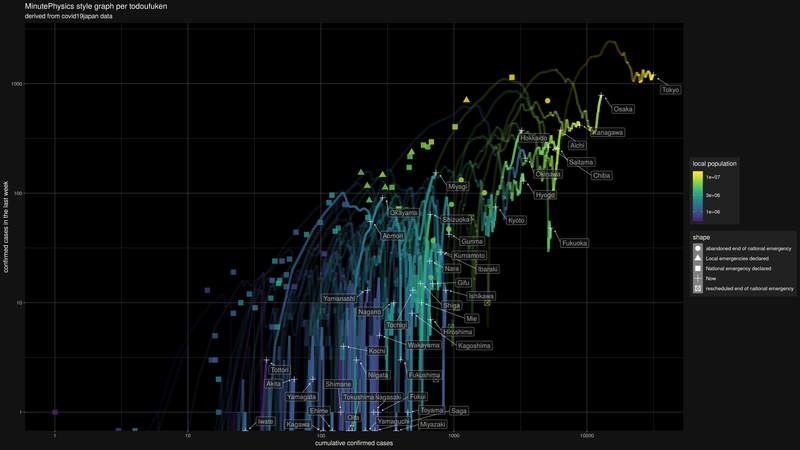 MinutePhysics style graph per todoufuken
derived from covid19japan data
confirmed cases in the last week
1000
100
10
1
Tokyo
Osaka
Kanagawa
Hokkaido
Aichi
Saitama
Chiba
Okinawa
Miyagi
Hyogo
Okayama
Shizuoka
Kyoto
Aomori
Gunma
Fukuoka
Kumamoto
Nara
Ibaraki
Gifu
Yamanashi
Ishikawa
Nagano
Shiga
Mie
Tochigi
Hiroshima
Kochi
Wakayama
Kagoshima
Tottori
Niigata
Fukushima
Akita
Shimane
Yamagata
Tokushima
Nagasaki
Fukui
Ehime
Oita
Toyama
Saga
Iwate
Kagawa
Yamaguchi
Miyazaki
1
10
100
1000
10000
cumulative confirmed cases
local population
1e+07
3e+06
1e+06
shape
abandoned end of national emergency
Local emergencies declared
National emergency declared
Now
rescheduled end of national emergency